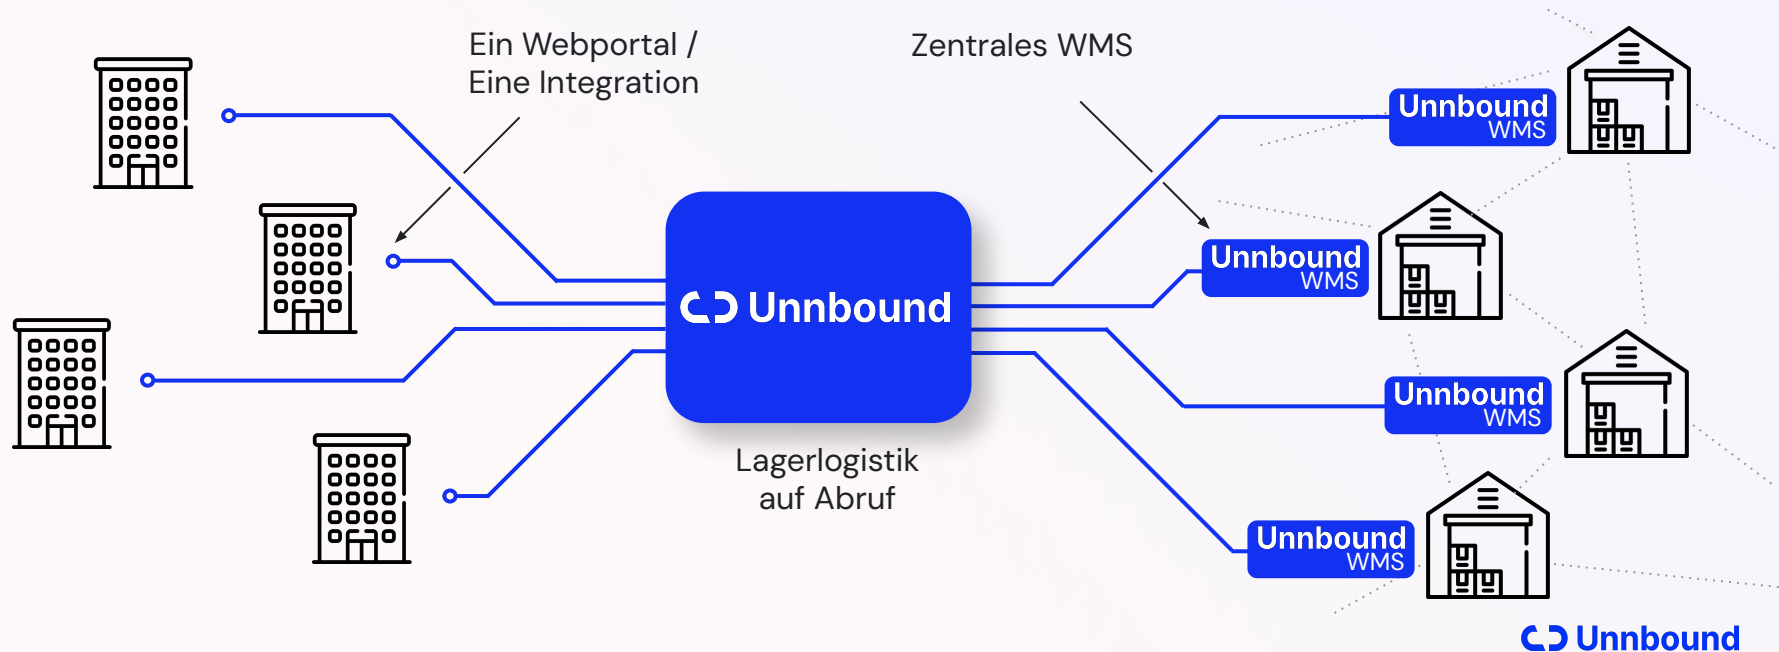 Ein Webportal /
Eine Integration
Zentrales WMS
Unnbound
WMS
Unnbound
WMS
Unnbound
Lagerlogistik
auf Abruf
Unnbound
WMS
Unnbound
WMS
Unnbound